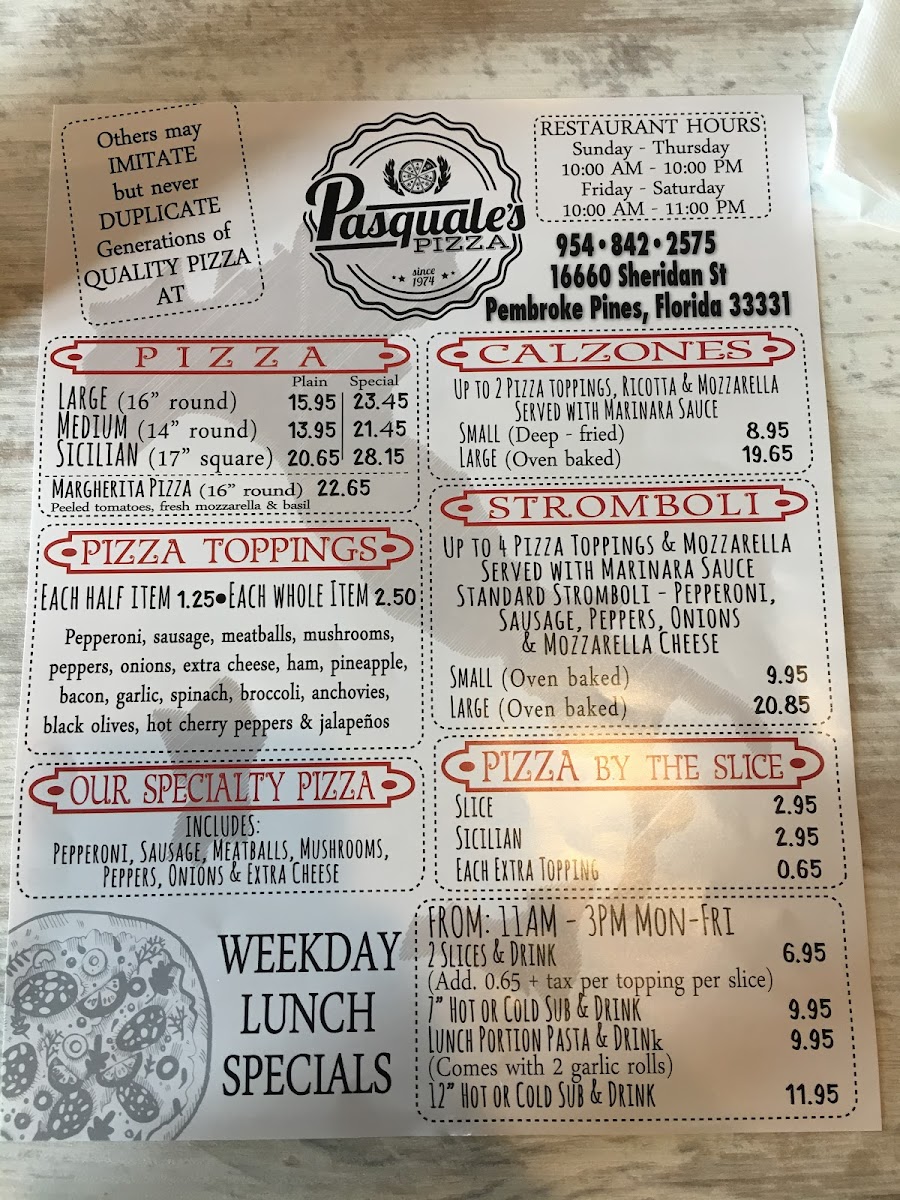 Others may
IMITATE
but never
DUPLICATE
Generations of
QUALITY PIZZA
AT
Pasquale's
PIZZA
since
1974
RESTAURANT HOURS
Sunday - Thursday
10:00 AM - 10:00 PM
Friday - Saturday
10:00 AM - 11:00 PM
954•842•2575
16660 Sheridan St
Pembroke Pines, Florida 33331
PIZZA
Plain Special
LARGE (16" round) 15.95 23.45
MEDIUM (14" round) 13.95 21.45
SICILIAN (17" square) 20.65 28.15
MARGHERITA PIZZA (16" round) 22.65
Peeled tomatoes, fresh mozzarella & basil
PIZZA TOPPINGS
EACH HALF ITEM 1.25•EACH WHOLE ITEM 2.50
Pepperoni, sausage, meatballs, mushrooms,
peppers, onions, extra cheese, ham, pineapple,
bacon, garlic, spinach, broccoli, anchovies,
black olives, hot cherry peppers & jalapeños
OUR SPECIALTY PIZZA
INCLUDES:
PEPPERONI, SAUSAGE, MEATBALLS, MUSHROOMS,
PEPPERS, ONIONS & EXTRA CHEESE
CALZONES
UP TO 2 PIZZA TOPPINGS, RICOTTA & MOZZARELLA
SERVED WITH MARINARA SAUCE
SMALL (Deep - fried) 8.95
LARGE (Oven baked) 19.65
STROMBOLI
UP TO 4 PIZZA TOPPINGS & MOZZARELLA
SERVED WITH MARINARA SAUCE
STANDARD STROMBOLI - PEPPERONI,
SAUSAGE, PEPPERS, ONIONS
& MOZZARELLA CHEESE
SMALL (Oven baked) 9.95
LARGE (Oven baked) 20.85
PIZZA BY THE SLICE
SLICE 2.95
SICILIAN 2.95
EACH EXTRA TOPPING 0.65
WEEKDAY
LUNCH
SPECIALS
FROM: 11AM - 3PM MON-FRI
2 SLICES & DRINK 6.95
(Add. 0.65 + tax per topping per slice)
7" HOT OR COLD SUB & DRINK 9.95
LUNCH PORTION PASTA & DRINk 9.95
(Comes with 2 garlic rolls)
12" HOT OR COLD SUB & DRINK 11.95